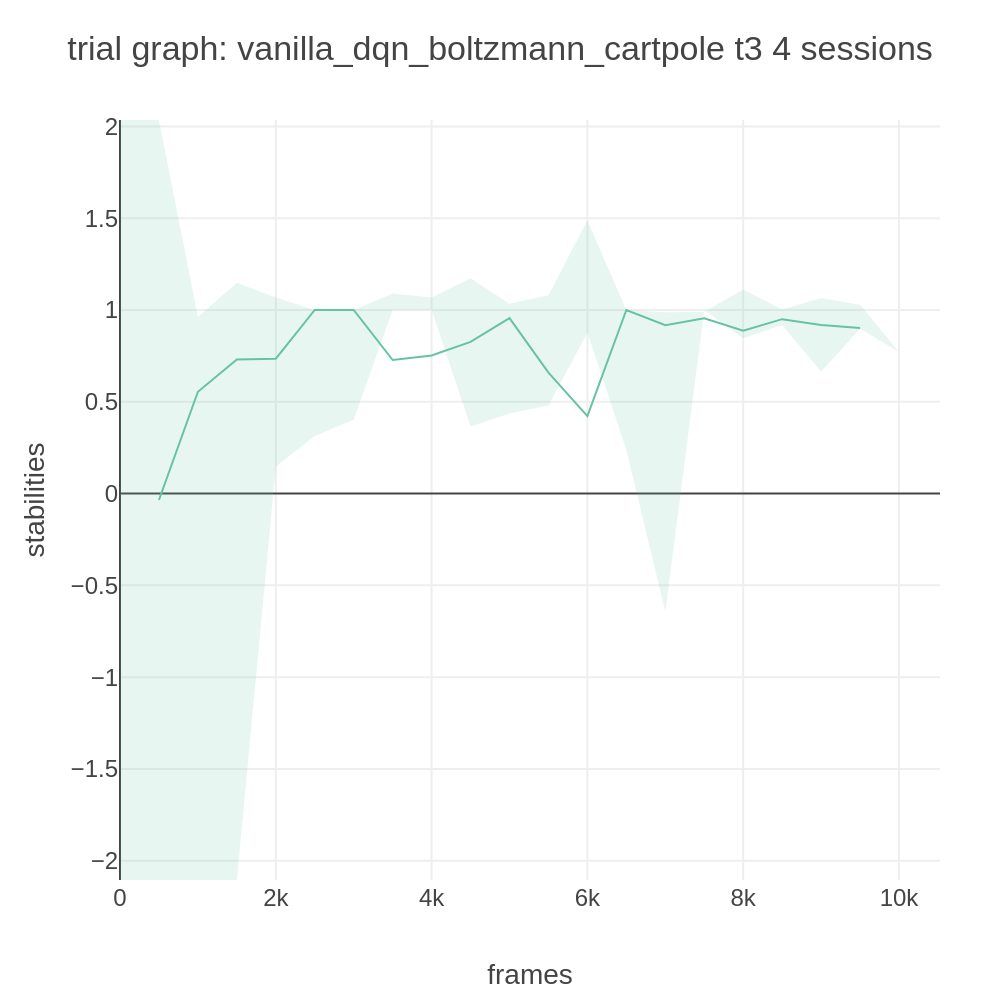 trial graph: vanilla_dqn_boltzmann_cartpole t3 4 sessions
2
1.5
1
0.5
0
−0.5
−1
−1.5
−2
stabilities
0 2k 4k 6k 8k 10k
frames